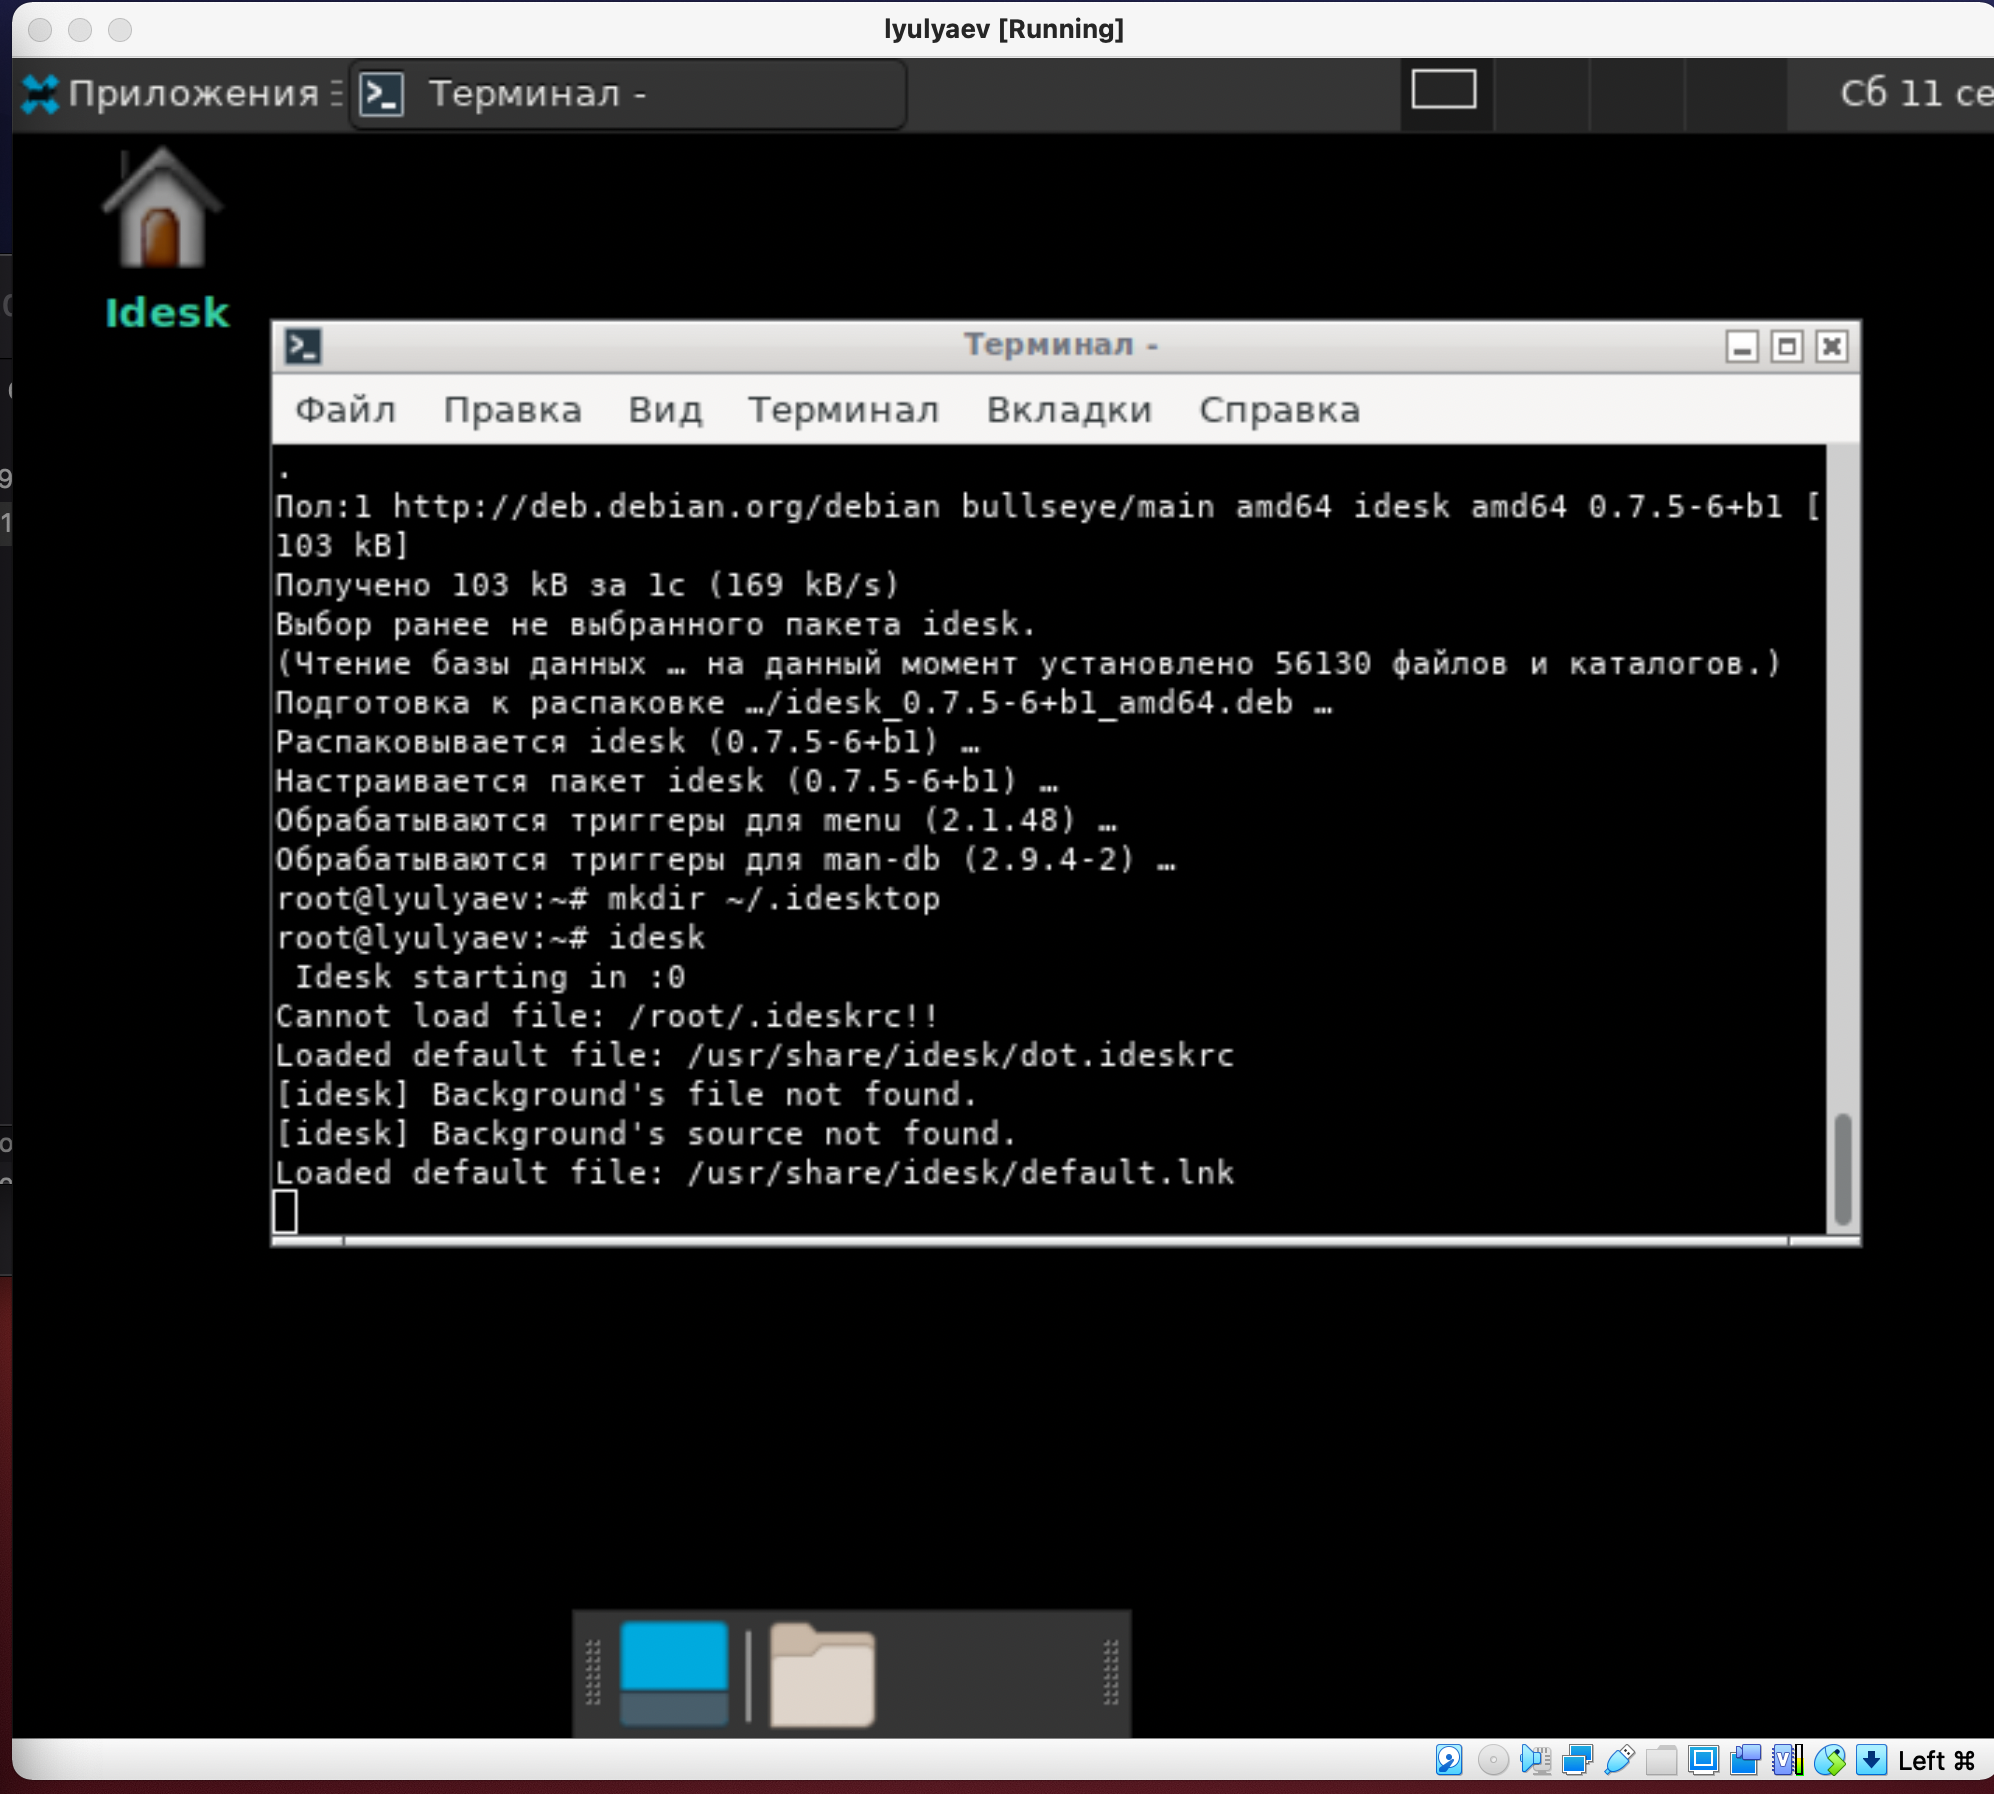 lyulyaev [Running]
Приложения
Терминал -
Сб 11 се
Idesk
Терминал -
Файл Правка Вид Терминал Вкладки Справка
.
Пол:1 http://deb.debian.org/debian bullseye/main amd64 idesk amd64 0.7.5-6+b1 [
103 kB]
Получено 103 kB за 1с (169 kB/s)
Выбор ранее не выбранного пакета idesk.
(Чтение базы данных … на данный момент установлено 56130 файлов и каталогов.)
Подготовка к распаковке …/idesk_0.7.5-6+b1_amd64.deb …
Распаковывается idesk (0.7.5-6+b1) …
Настраивается пакет idesk (0.7.5-6+b1) …
Обрабатываются триггеры для menu (2.1.48) …
Обрабатываются триггеры для man-db (2.9.4-2) …
root@lyulyaev:~# mkdir ~/.idesktop
root@lyulyaev:~# idesk
Idesk starting in :0
Cannot load file: /root/.ideskrc!!
Loaded default file: /usr/share/idesk/dot.ideskrc
[idesk] Background's file not found.
[idesk] Background's source not found.
Loaded default file: /usr/share/idesk/default.lnk
Left ⌘